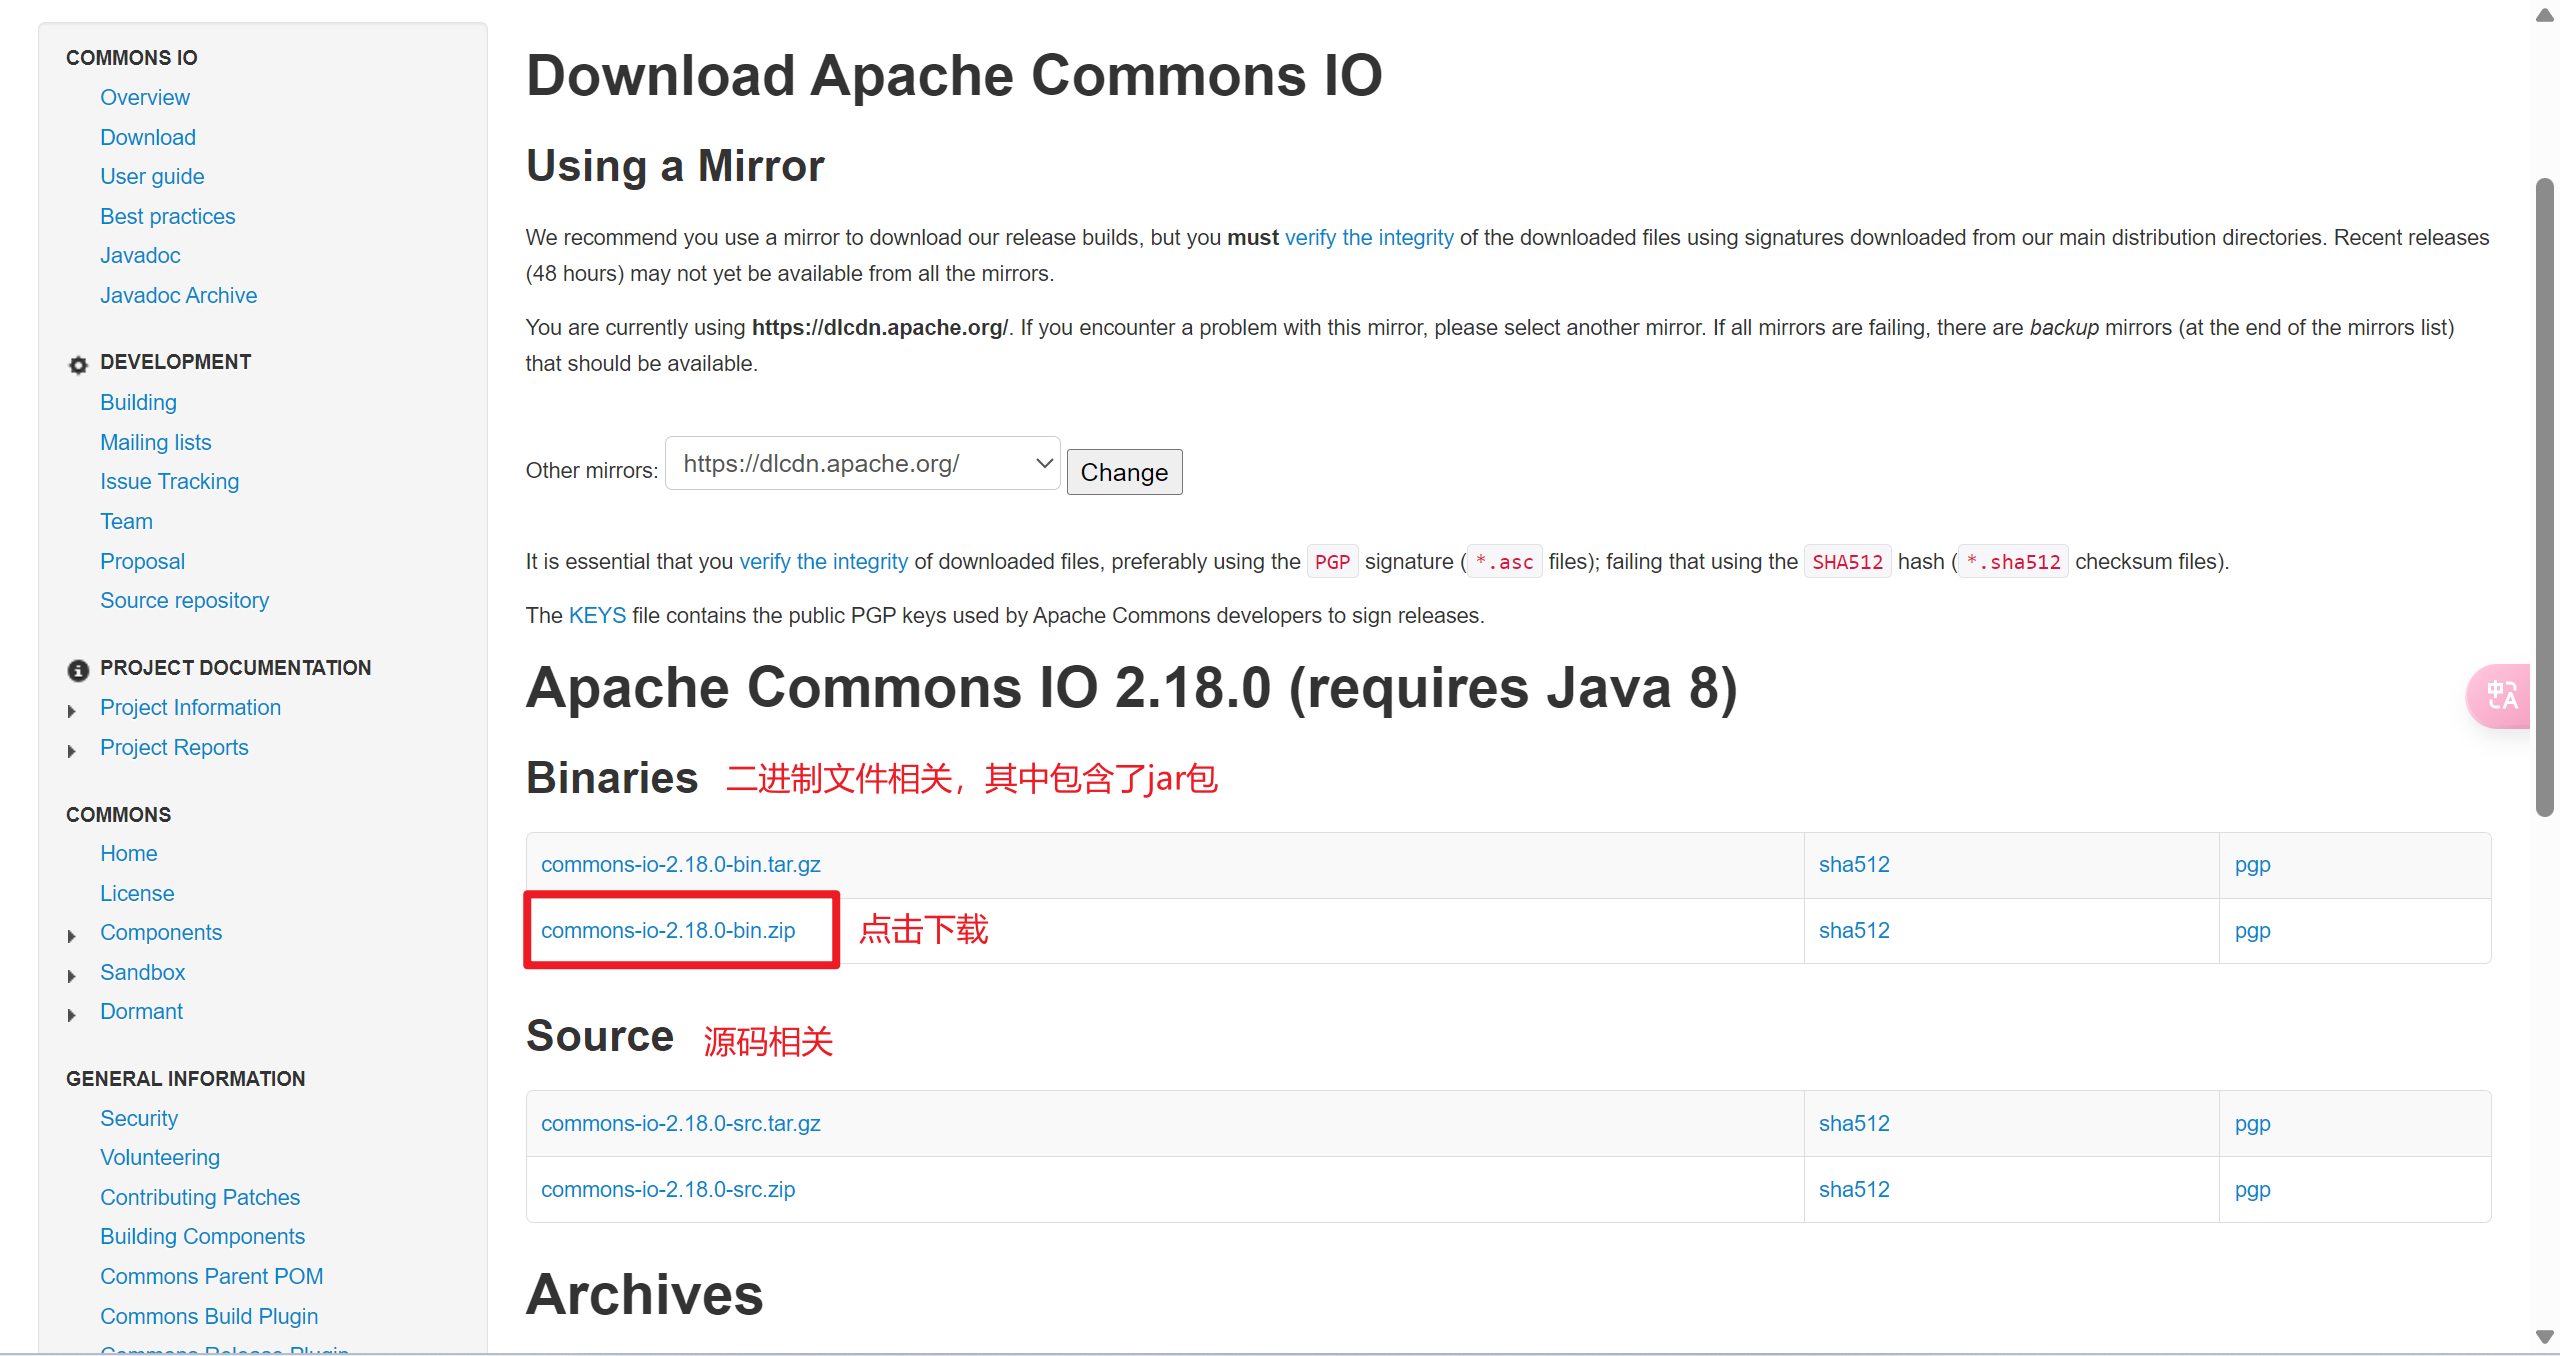 COMMONS IO
Overview
Download
User guide
Best practices
Javadoc
Javadoc Archive
DEVELOPMENT
Building
Mailing lists
Issue Tracking
Team
Proposal
Source repository
PROJECT DOCUMENTATION
Project Information
Project Reports
COMMONS
Home
License
Components
Sandbox
Dormant
GENERAL INFORMATION
Security
Volunteering
Contributing Patches
Building Components
Commons Parent POM
Commons Build Plugin
Commons Release Plugin
Download Apache Commons IO
Using a Mirror
We recommend you use a mirror to download our release builds, but you must verify the integrity of the downloaded files using signatures downloaded from our main distribution directories. Recent releases
(48 hours) may not yet be available from all the mirrors.
You are currently using https://dlcdn.apache.org/. If you encounter a problem with this mirror, please select another mirror. If all mirrors are failing, there are backup mirrors (at the end of the mirrors list)
that should be available.
Other mirrors: https://dlcdn.apache.org/ Change
It is essential that you verify the integrity of downloaded files, preferably using the PGP signature (*.asc files); failing that using the SHA512 hash (*.sha512 checksum files).
The KEYS file contains the public PGP keys used by Apache Commons developers to sign releases.
Apache Commons IO 2.18.0 (requires Java 8)
Binaries 二进制文件相关，其中包含了jar包
commons-io-2.18.0-bin.tar.gz sha512 pgp
commons-io-2.18.0-bin.zip 点击下载 sha512 pgp
Source 源码相关
commons-io-2.18.0-src.tar.gz sha512 pgp
commons-io-2.18.0-src.zip sha512 pgp
Archives
中A